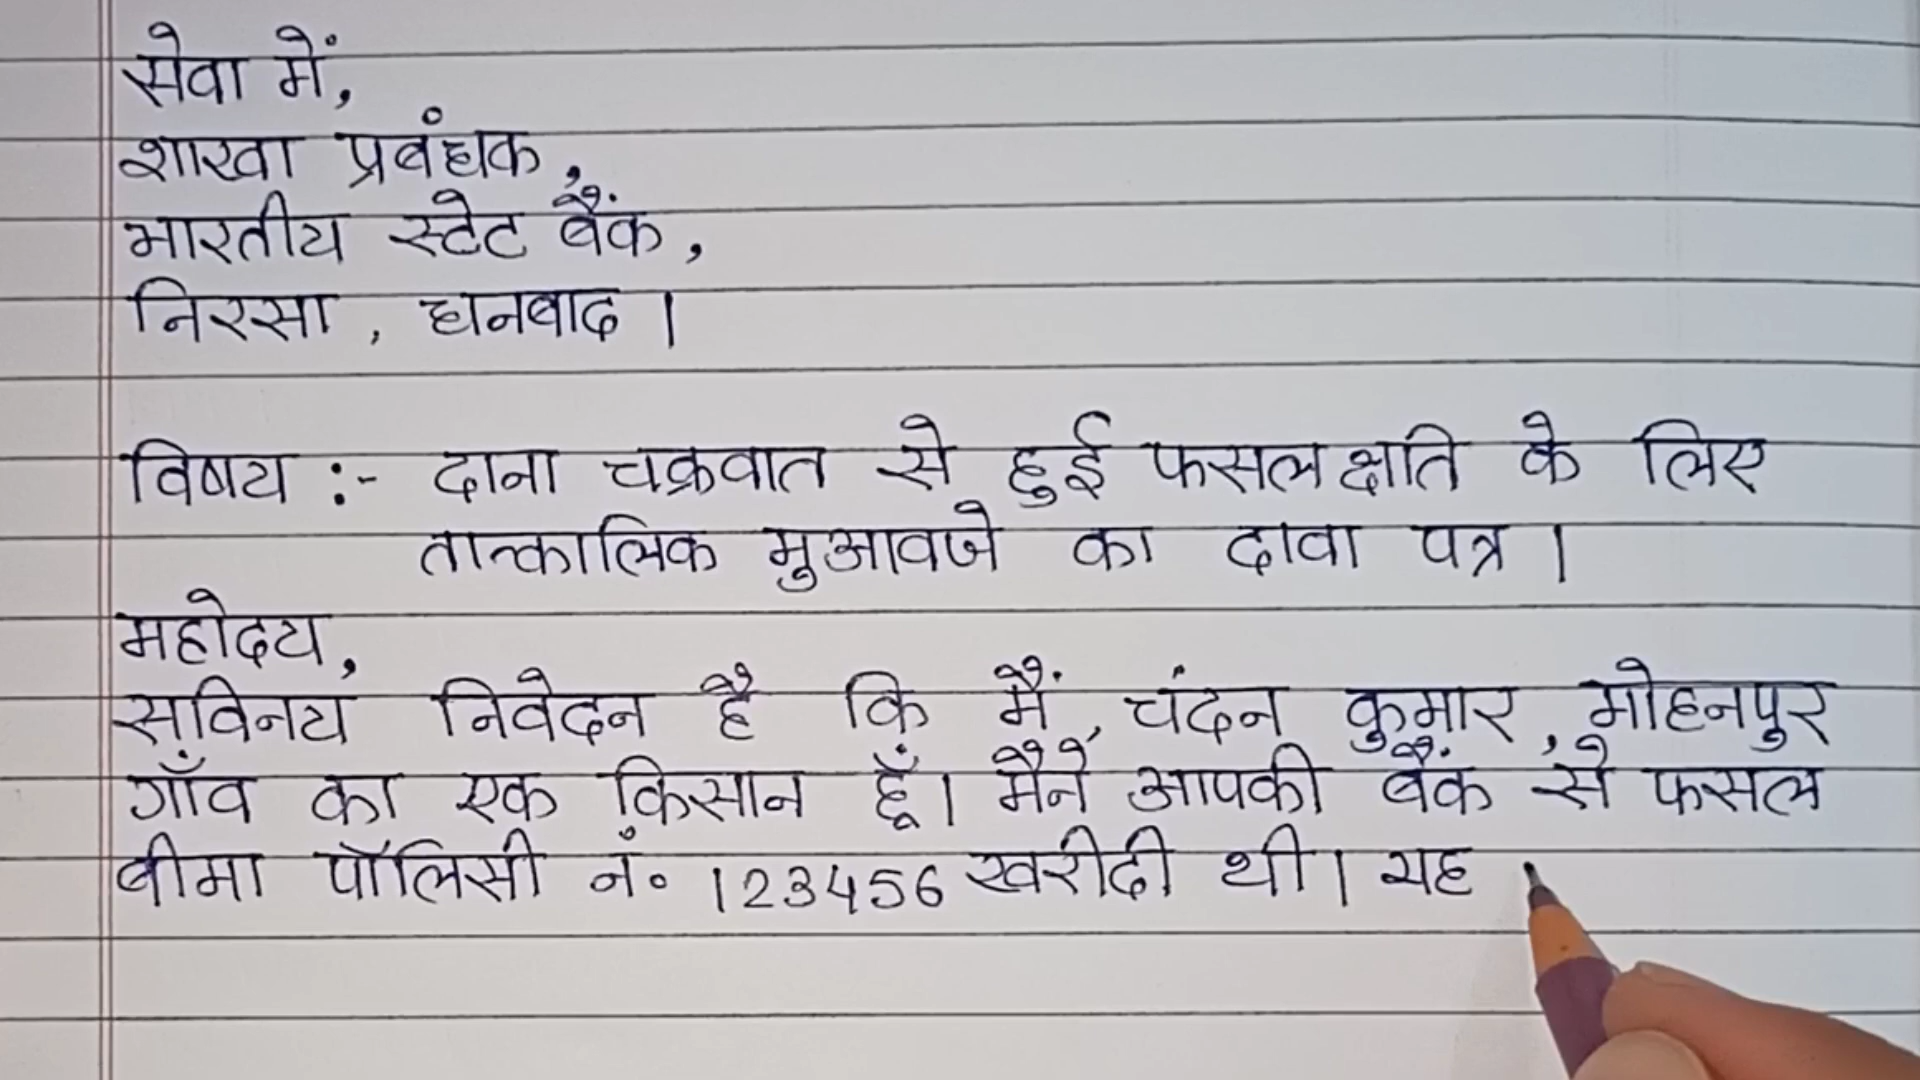 सेवा में,
शाखा प्रबंधक,
भारतीय स्टेट बैंक,
निरसा, धनबाद।
विषय :- दाना चक्रवात से हुई फसल क्षति के लिए
तात्कालिक मुआवजे का दावा पत्र।
महोदय,
सविनय निवेदन है कि मैं, चंदन कुमार, मोहनपुर
गाँव का एक किसान हूँ। मैंने आपकी बैंक से फसल
बीमा पॉलिसी नं॰ 123456 खरीदी थी। यह